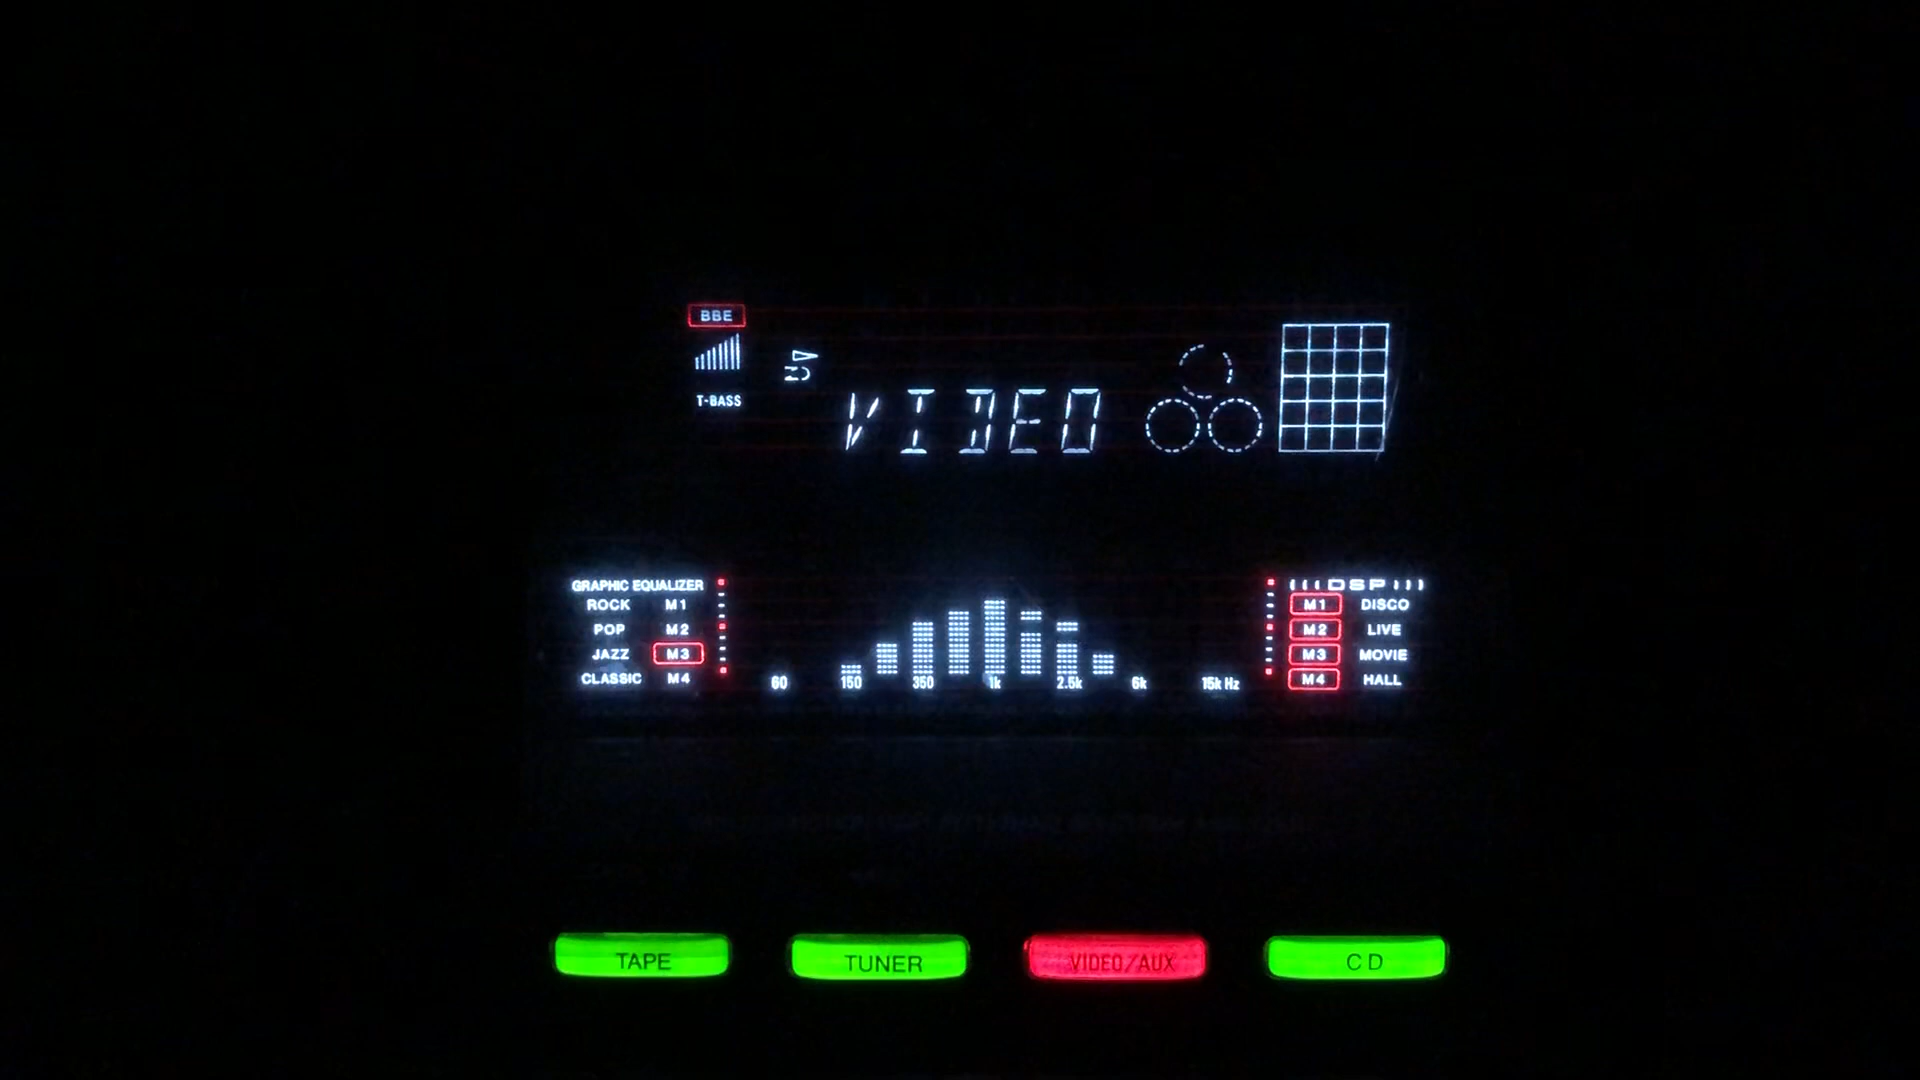 BBE
T-BASS
VIDEO
GRAPHIC EQUALIZER
ROCK M1
POP M2
JAZZ M3
CLASSIC M4
60 150 350 1k 2.5k 6k 15k Hz
DSP
M1 DISCO
M2 LIVE
M3 MOVIE
M4 HALL
TAPE
TUNER
VIDEO/AUX
CD